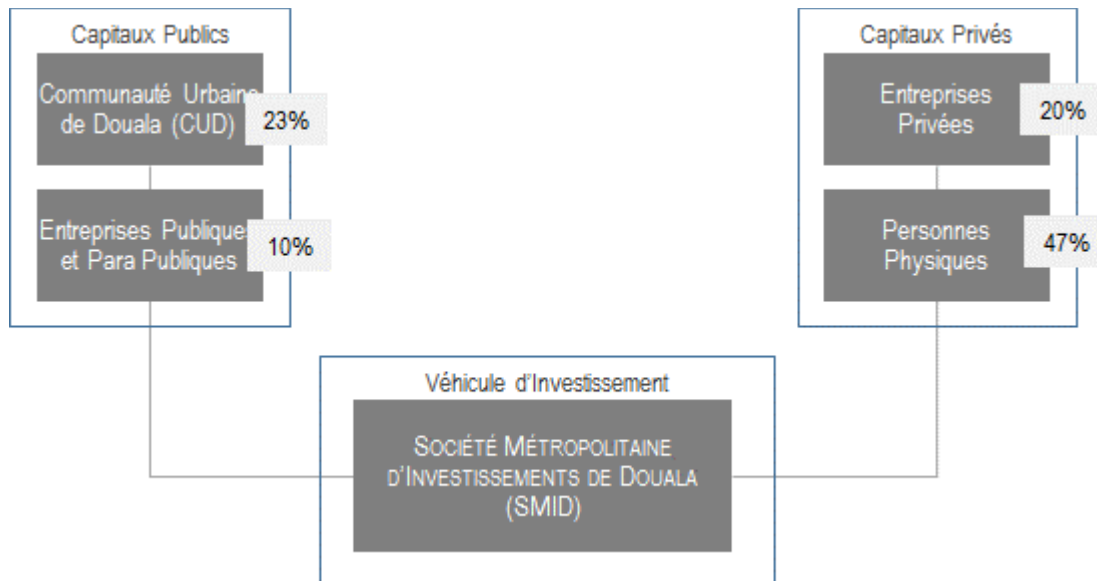 Capitaux Publics
Communauté Urbaine
de Douala (CUD)
23%
Entreprises Publiques
et Para Publiques
10%
Capitaux Privés
Entreprises
Privées
20%
Personnes
Physiques
47%
Véhicule d'Investissement
SOCIÉTÉ MÉTROPOLITAINE
D'INVESTISSEMENTS DE DOUALA
(SMID)